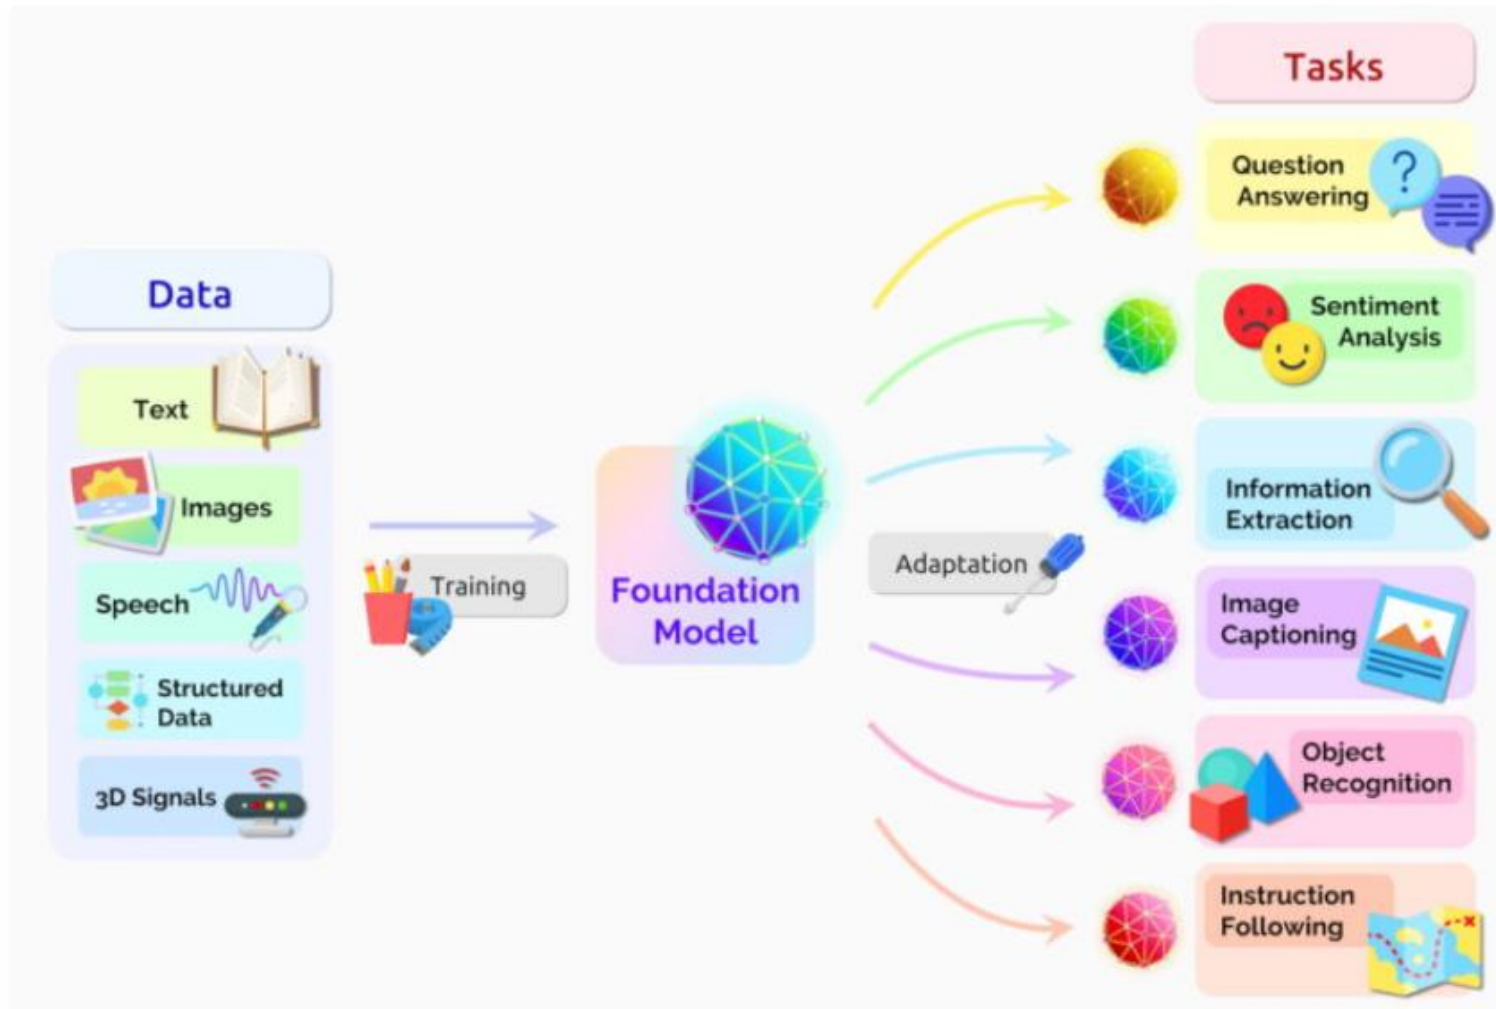 Data
Text
Images
Speech
Structured
Data
3D Signals
Training
Foundation
Model
Adaptation
Tasks
Question
Answering
Sentiment
Analysis
Information
Extraction
Image
Captioning
Object
Recognition
Instruction
Following